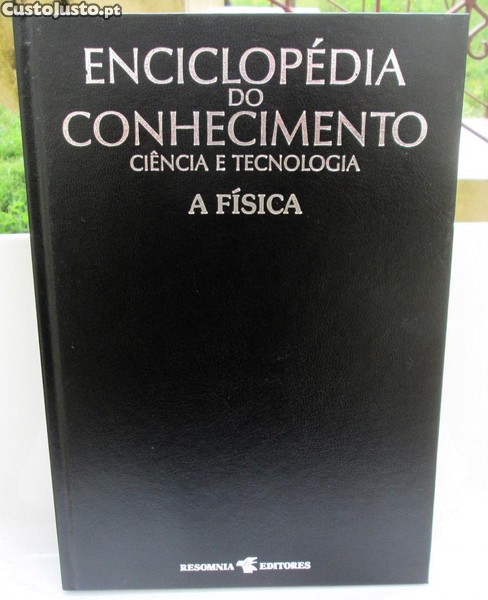 CustoJusto.pt
ENCICLOPÉDIA
DO
CONHECIMENTO
CIÊNCIA E TECNOLOGIA
A FÍSICA
RESOMNIA EDITORES